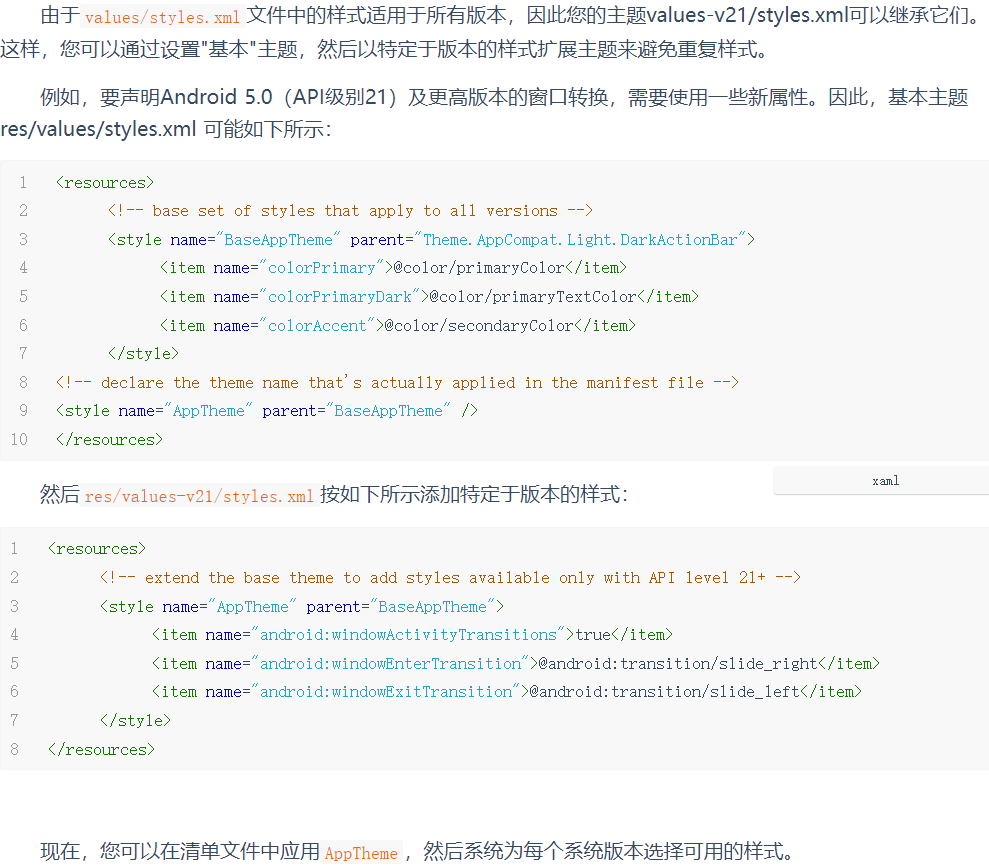 由于 values/styles.xml 文件中的样式适用于所有版本，因此您的主题values-v21/styles.xml可以继承它们。
这样，您可以通过设置"基本"主题，然后以特定于版本的样式扩展主题来避免重复样式。
例如，要声明Android 5.0（API级别21）及更高版本的窗口转换，需要使用一些新属性。因此，基本主题
res/values/styles.xml 可能如下所示：
1 <resources>
2 <!-- base set of styles that apply to all versions -->
3 <style name="BaseAppTheme" parent="Theme.AppCompat.Light.DarkActionBar">
4 <item name="colorPrimary">@color/primaryColor</item>
5 <item name="colorPrimaryDark">@color/primaryTextColor</item>
6 <item name="colorAccent">@color/secondaryColor</item>
7 </style>
8 <!-- declare the theme name that's actually applied in the manifest file -->
9 <style name="AppTheme" parent="BaseAppTheme" />
10 </resources>
xaml
然后 res/values-v21/styles.xml 按如下所示添加特定于版本的样式：
1 <resources>
2 <!-- extend the base theme to add styles available only with API level 21+ -->
3 <style name="AppTheme" parent="BaseAppTheme">
4 <item name="android:windowActivityTransitions">true</item>
5 <item name="android:windowEnterTransition">@android:transition/slide_right</item>
6 <item name="android:windowExitTransition">@android:transition/slide_left</item>
7 </style>
8 </resources>
现在，您可以在清单文件中应用 AppTheme ，然后系统为每个系统版本选择可用的样式。